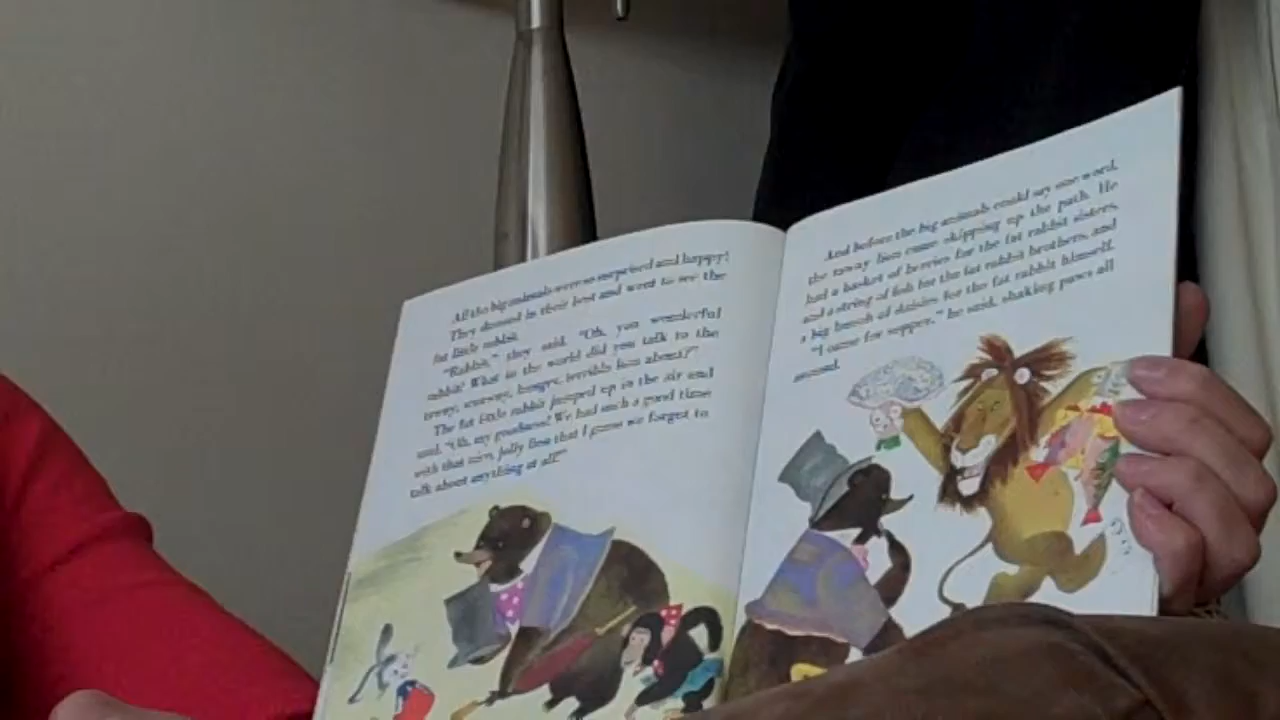 All the big animals were so surprised and happy!
They dressed in their best and went to see the
fat little rabbit.
"Rabbit," they said. "Oh, you wonderful
rabbit! What in the world did you talk to the
tawny, scrawny, hungry, terrible lion about?"
The fat little rabbit jumped up in the air and
said, "Oh, my goodness! We had such a good time
with that nice, jolly lion that I guess we forgot to
talk about anything at all!"
And before the big animals could say one word,
the tawny lion came skipping up the path. He
had a basket of berries for the fat rabbit sisters,
and a string of fish for the fat rabbit brothers, and
a big bunch of daisies for the fat rabbit himself.
"I came for supper," he said, shaking paws all
around.